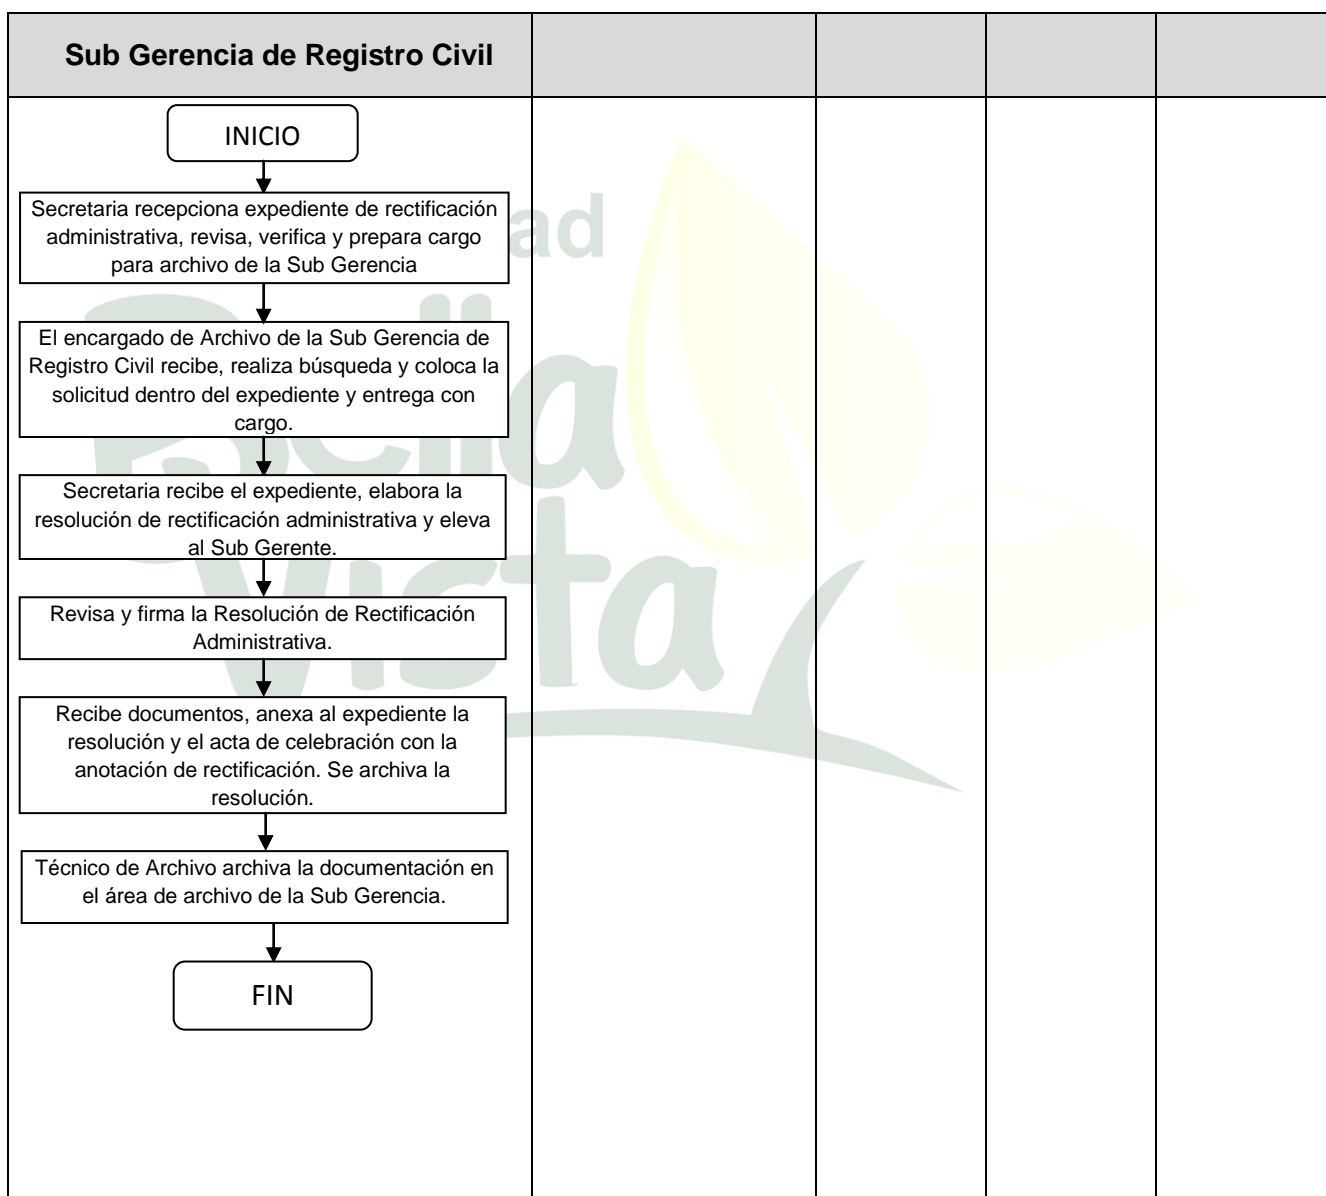 Sub Gerencia de Registro Civil
INICIO
Secretaria recepciona expediente de rectificación
administrativa, revisa, verifica y prepara cargo
para archivo de la Sub Gerencia
El encargado de Archivo de la Sub Gerencia de
Registro Civil recibe, realiza búsqueda y coloca la
solicitud dentro del expediente y entrega con
cargo.
Secretaria recibe el expediente, elabora la
resolución de rectificación administrativa y eleva
al Sub Gerente.
Revisa y firma la Resolución de Rectificación
Administrativa.
Recibe documentos, anexa al expediente la
resolución y el acta de celebración con la
anotación de rectificación. Se archiva la
resolución.
Técnico de Archivo archiva la documentación en
el área de archivo de la Sub Gerencia.
FIN
ad
Bella
Vista